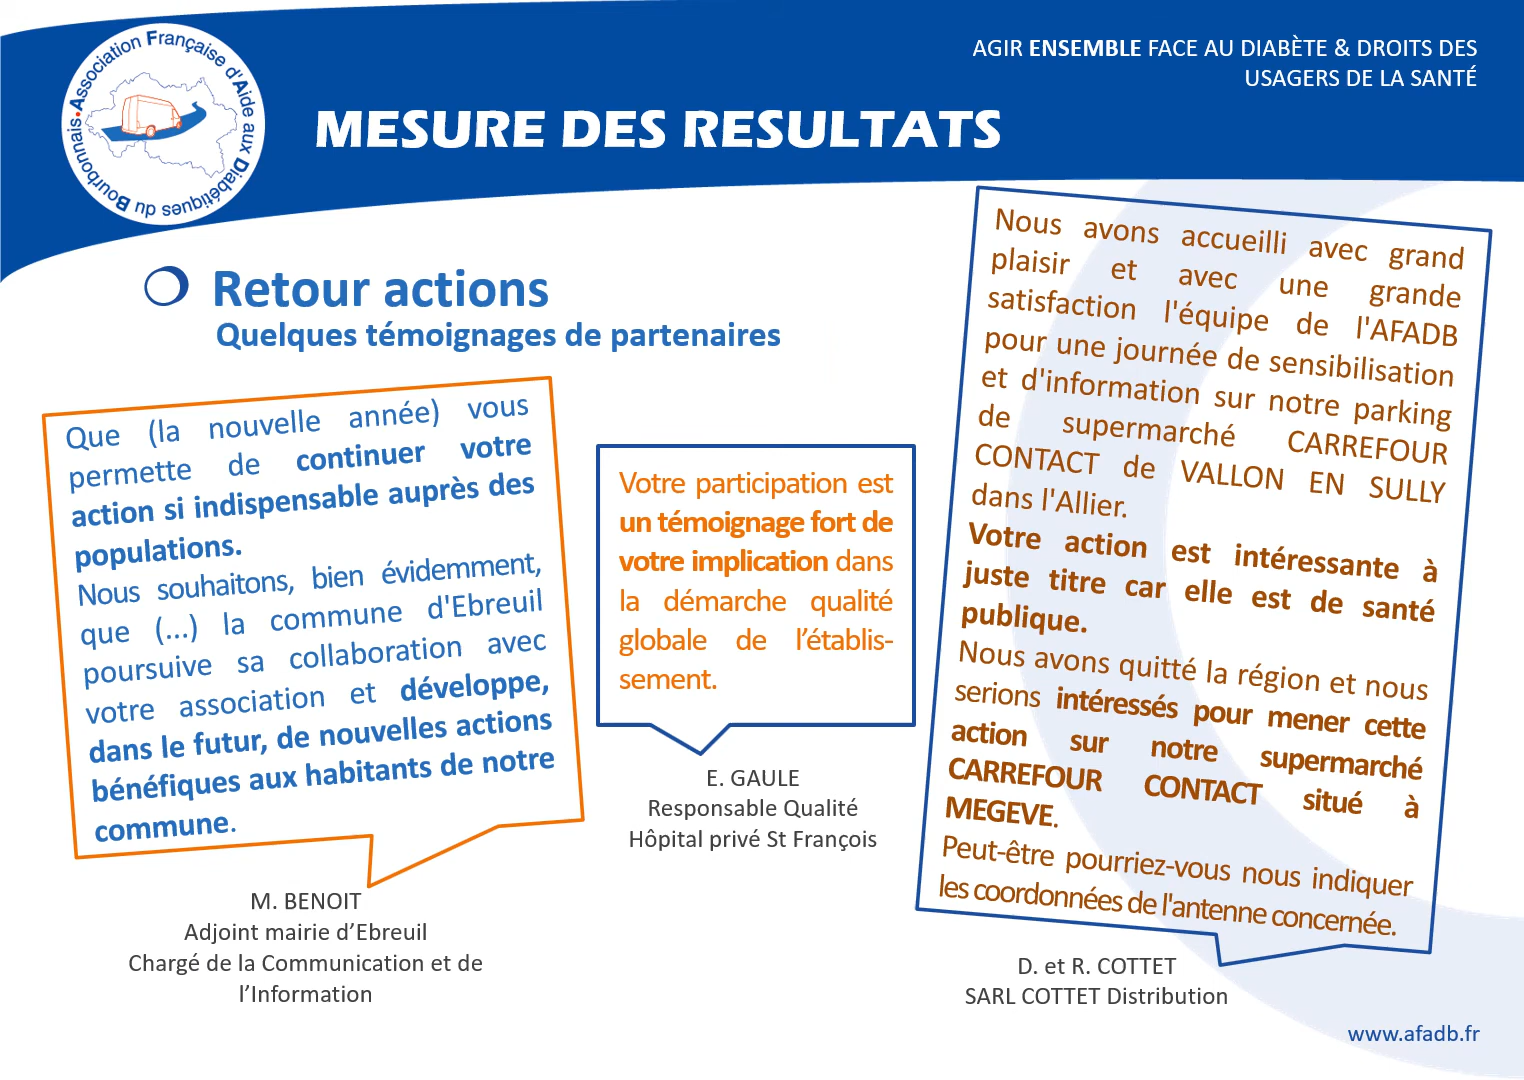 Association Française d'Aide aux Diabétiques du Bourbonnais
AGIR ENSEMBLE FACE AU DIABÈTE & DROITS DES
USAGERS DE LA SANTÉ
MESURE DES RESULTATS
Retour actions
Quelques témoignages de partenaires
Que (la nouvelle année) vous
permette de continuer votre
action si indispensable auprès des
populations.
Nous souhaitons, bien évidemment,
que (...) la commune d'Ebreuil
poursuive sa collaboration avec
votre association et développe,
dans le futur, de nouvelles actions
bénéfiques aux habitants de notre
commune.
M. BENOIT
Adjoint mairie d’Ebreuil
Chargé de la Communication et de
l’Information
Votre participation est
un témoignage fort de
votre implication dans
la démarche qualité
globale de l’établis-
sement.
E. GAULE
Responsable Qualité
Hôpital privé St François
Nous avons accueilli avec grand
plaisir et avec une grande
satisfaction l'équipe de l'AFADB
pour une journée de sensibilisation
et d'information sur notre parking
de supermarché CARREFOUR
CONTACT de VALLON EN SULLY
dans l'Allier.
Votre action est intéressante à
juste titre car elle est de santé
publique.
Nous avons quitté la région et nous
serions intéressés pour mener cette
action sur notre supermarché
CARREFOUR CONTACT situé à
MEGEVE.
Peut-être pourriez-vous nous indiquer
les coordonnées de l'antenne concernée.
D. et R. COTTET
SARL COTTET Distribution
www.afadb.fr